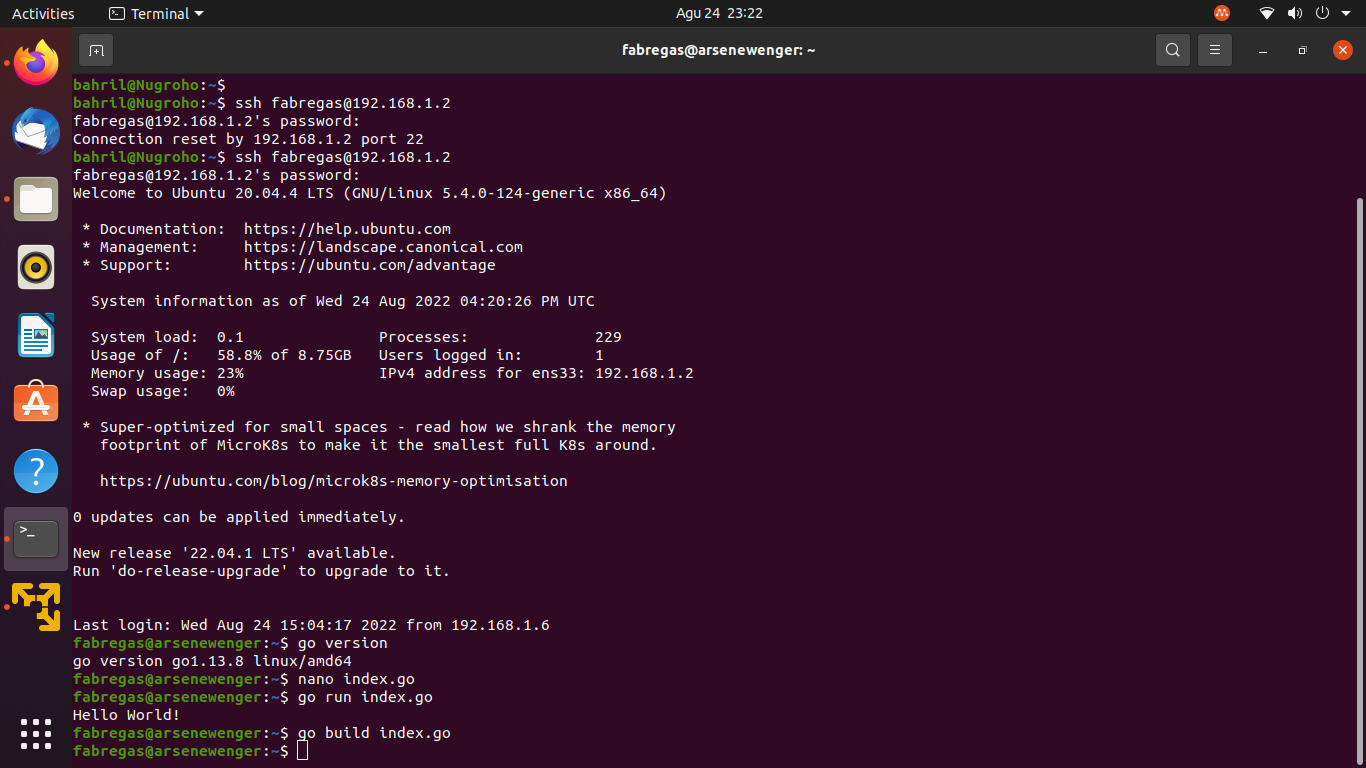 Activities Terminal Agu 24 23:22
fabregas@arsenewenger: ~
bahril@Nugroho:~$
bahril@Nugroho:~$ ssh fabregas@192.168.1.2
fabregas@192.168.1.2's password:
Connection reset by 192.168.1.2 port 22
bahril@Nugroho:~$ ssh fabregas@192.168.1.2
fabregas@192.168.1.2's password:
Welcome to Ubuntu 20.04.4 LTS (GNU/Linux 5.4.0-124-generic x86_64)
* Documentation:  https://help.ubuntu.com
* Management:     https://landscape.canonical.com
* Support:        https://ubuntu.com/advantage
System information as of Wed 24 Aug 2022 04:20:26 PM UTC
System load:  0.1               Processes:              229
Usage of /:   58.8% of 8.75GB   Users logged in:        1
Memory usage: 23%               IPv4 address for ens33: 192.168.1.2
Swap usage:   0%
* Super-optimized for small spaces - read how we shrank the memory
footprint of MicroK8s to make it the smallest full K8s around.
https://ubuntu.com/blog/microk8s-memory-optimisation
0 updates can be applied immediately.
New release '22.04.1 LTS' available.
Run 'do-release-upgrade' to upgrade to it.
Last login: Wed Aug 24 15:04:17 2022 from 192.168.1.6
fabregas@arsenewenger:~$ go version
go version go1.13.8 linux/amd64
fabregas@arsenewenger:~$ nano index.go
fabregas@arsenewenger:~$ go run index.go
Hello World!
fabregas@arsenewenger:~$ go build index.go
fabregas@arsenewenger:~$